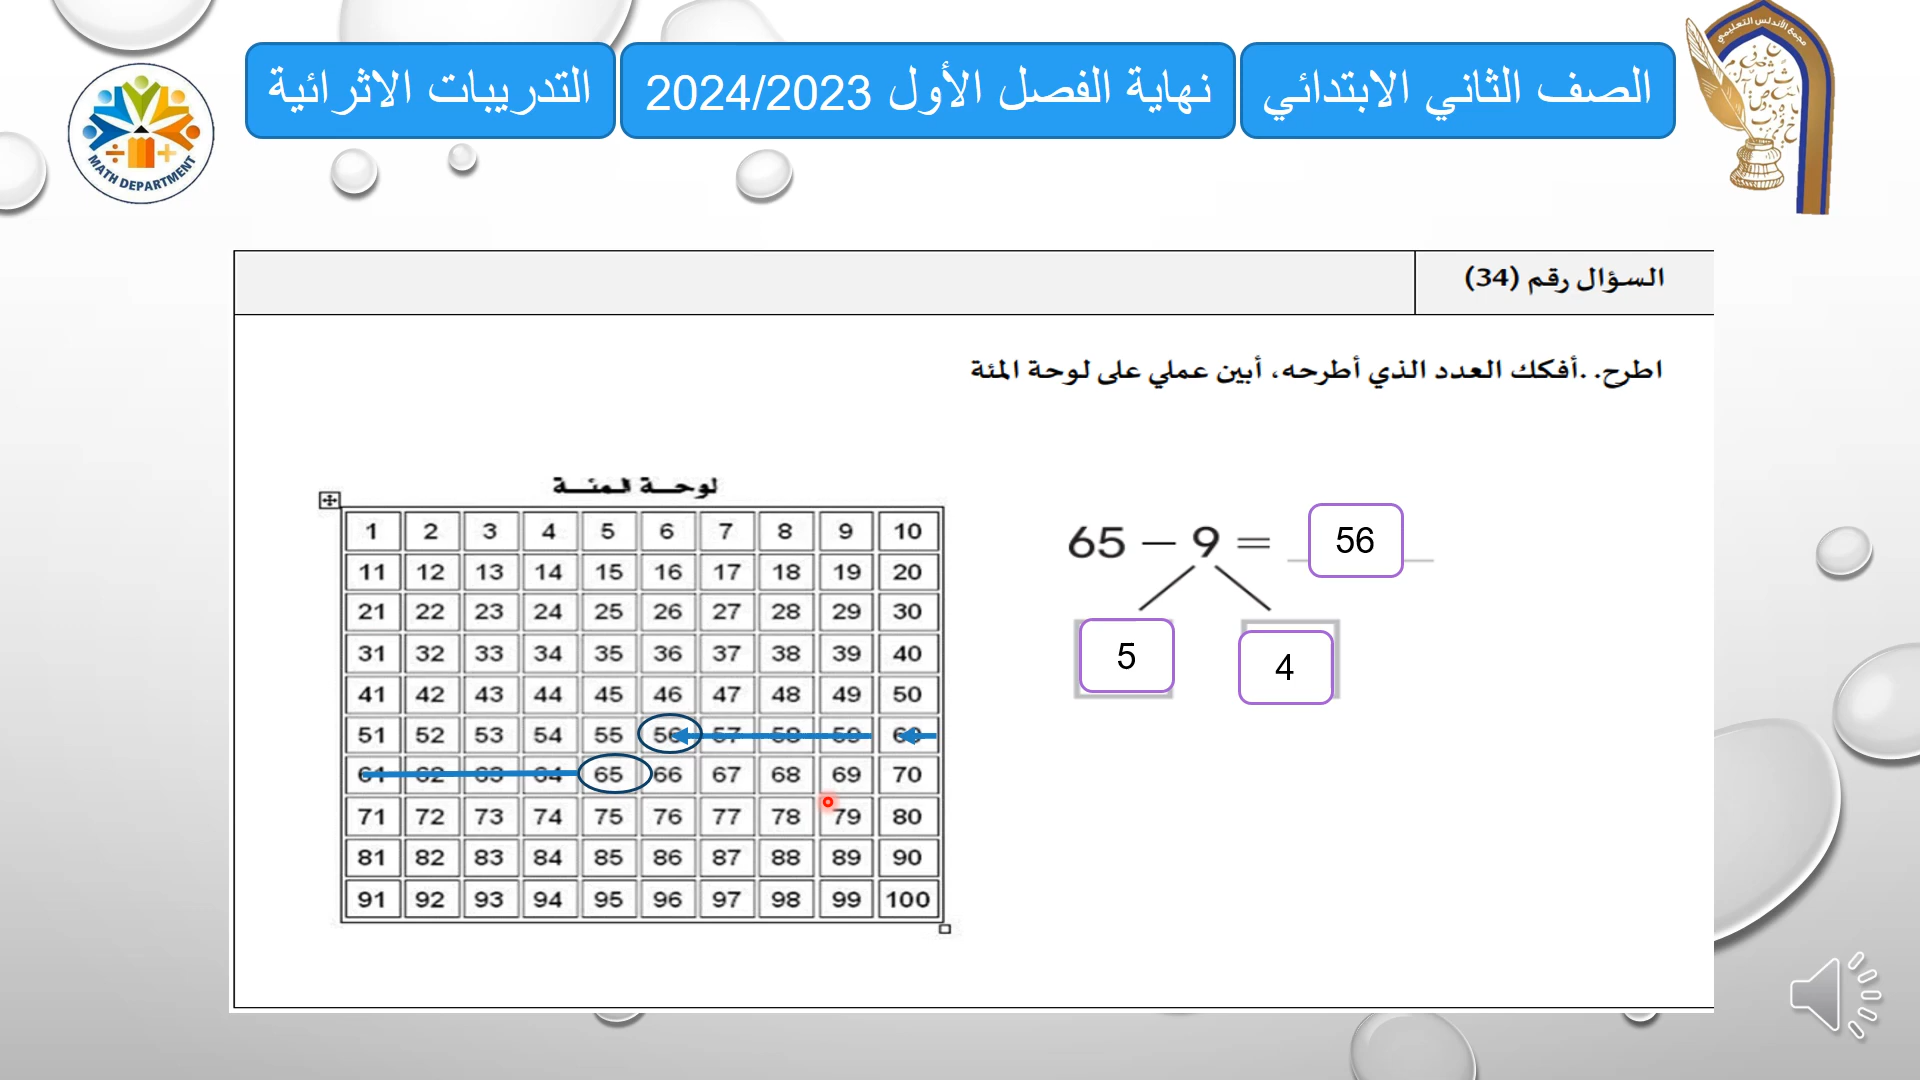 الصف الثاني الابتدائي
نهاية الفصل الأول 2024/2023
التدريبات الاثرائية
مجمع الأندلس التعليمي
MATH DEPARTMENT
السؤال رقم (34)
اطرح. .أفكك العدد الذي أطرحه، أبين عملي على لوحة المئة
65 − 9 = 56
5 4
لوحة المئة
1 2 3 4 5 6 7 8 9 10
11 12 13 14 15 16 17 18 19 20
21 22 23 24 25 26 27 28 29 30
31 32 33 34 35 36 37 38 39 40
41 42 43 44 45 46 47 48 49 50
51 52 53 54 55 56 57 58 59 60
61 62 63 64 65 66 67 68 69 70
71 72 73 74 75 76 77 78 79 80
81 82 83 84 85 86 87 88 89 90
91 92 93 94 95 96 97 98 99 100